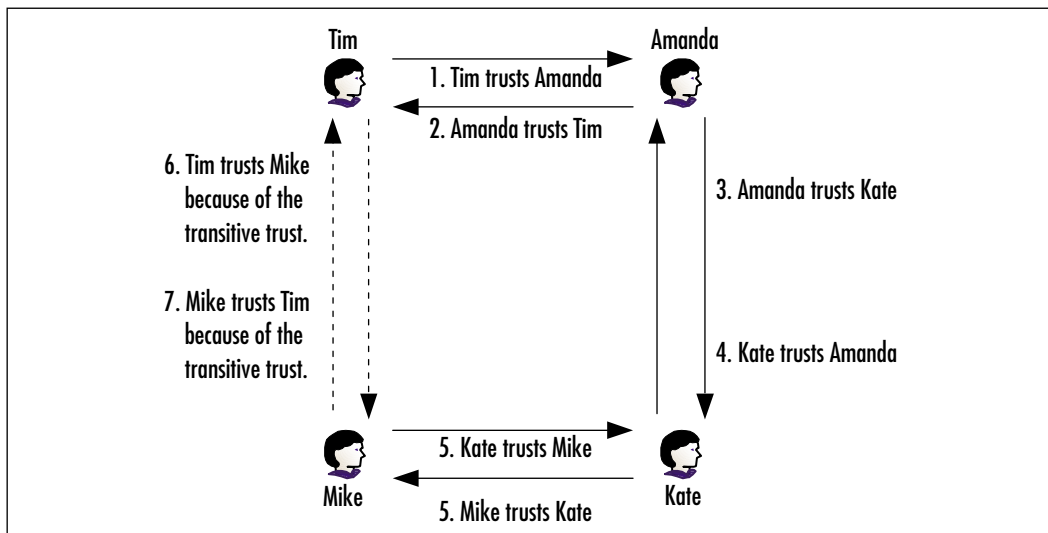 Tim
Amanda
1. Tim trusts Amanda
2. Amanda trusts Tim
6. Tim trusts Mike
because of the
transitive trust.
3. Amanda trusts Kate
7. Mike trusts Tim
because of the
transitive trust.
4. Kate trusts Amanda
5. Kate trusts Mike
Mike
Kate
5. Mike trusts Kate